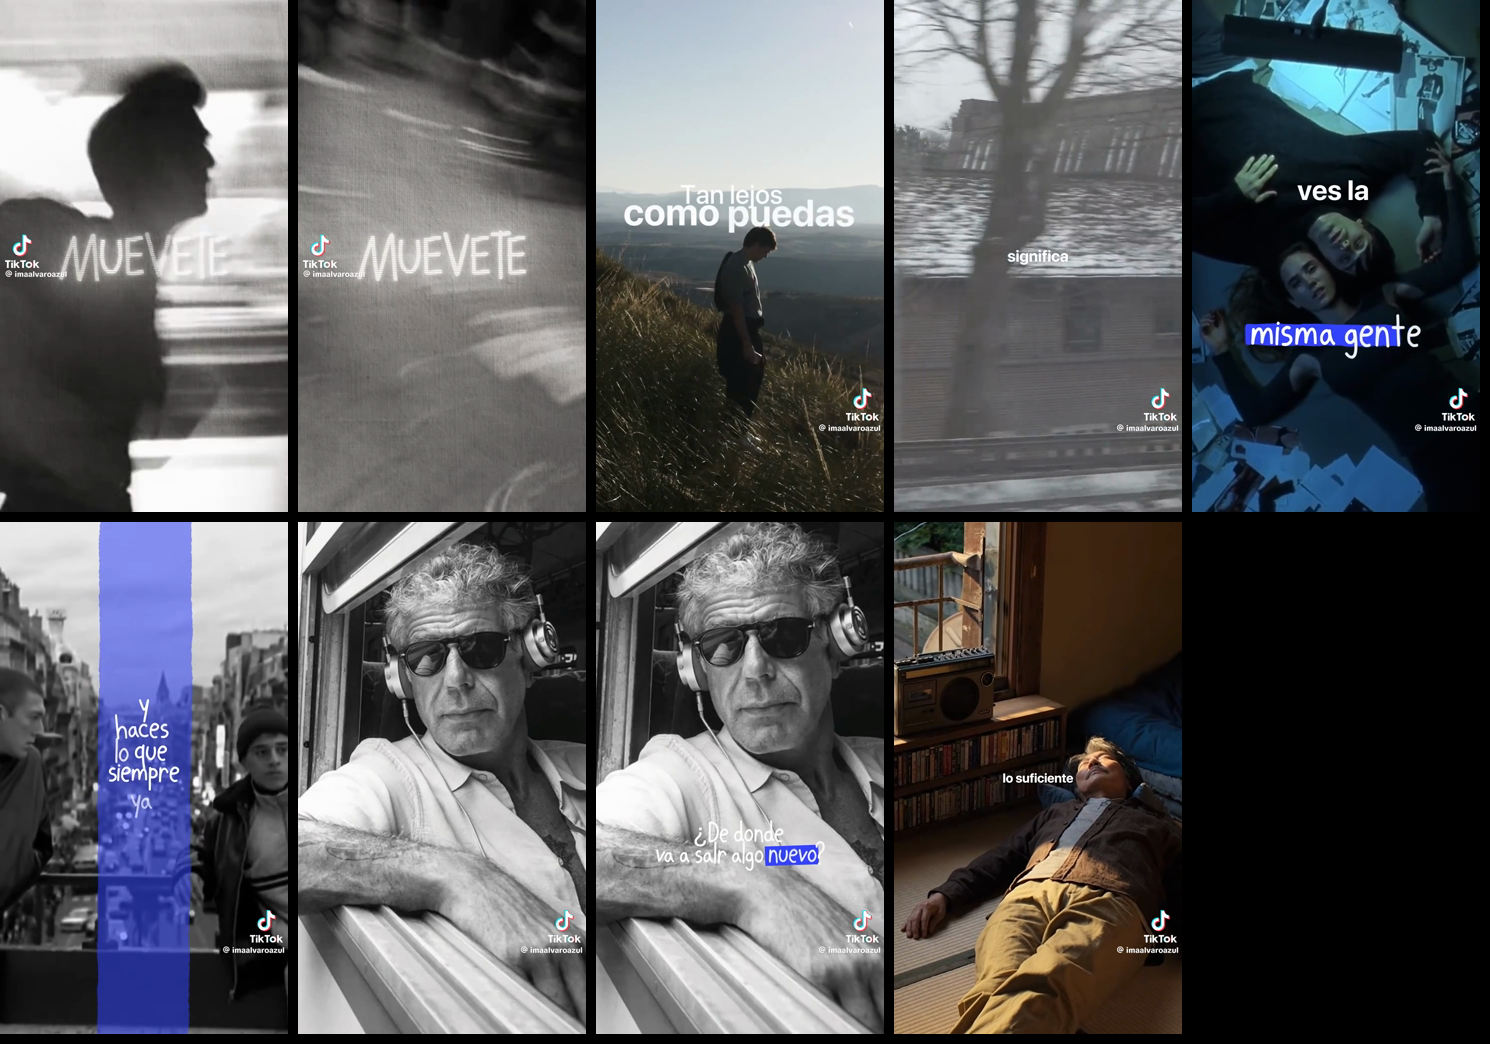 MUEVETE
TikTok
@ imaalvaroazul
MUEVETE
TikTok
@ imaalvaroazul
Tan lejos
como puedas
TikTok
@ imaalvaroazul
significa
TikTok
@ imaalvaroazul
ves la
misma gente
TikTok
@ imaalvaroazul
y
haces
lo que
siempre
ya
TikTok
@ imaalvaroazul
TikTok
@ imaalvaroazul
¿De donde
va a salr algo nuevo?
TikTok
@ imaalvaroazul
lo suficiente
TikTok
@ imaalvaroazul